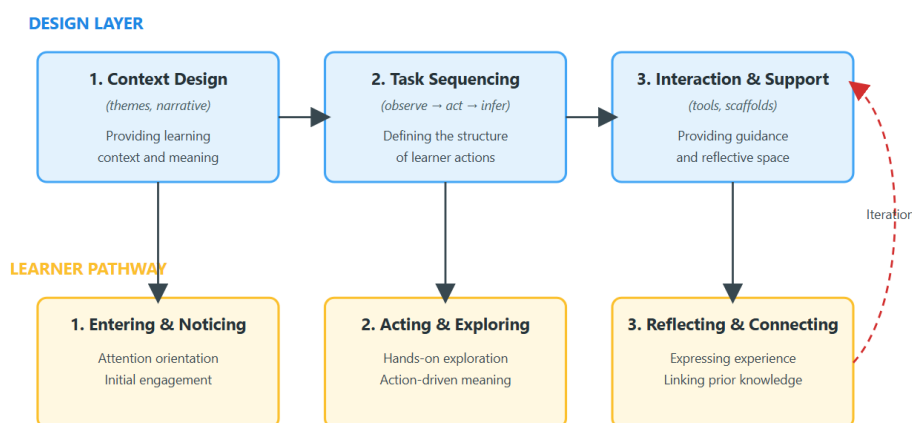 DESIGN LAYER
1. Context Design
(themes, narrative)
Providing learning
context and meaning
2. Task Sequencing
(observe → act → infer)
Defining the structure
of learner actions
3. Interaction & Support
(tools, scaffolds)
Providing guidance
and reflective space
Iteration
LEARNER PATHWAY
1. Entering & Noticing
Attention orientation
Initial engagement
2. Acting & Exploring
Hands-on exploration
Action-driven meaning
3. Reflecting & Connecting
Expressing experience
Linking prior knowledge